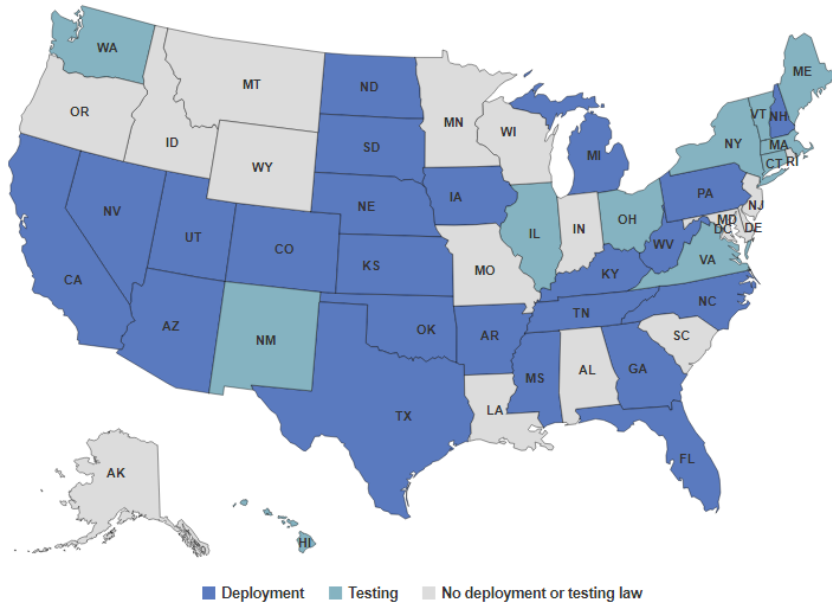 WA
ME
MT
ND
VT
NH
OR
MN
ID
WI
NY
MA
SD
MI
CT
RI
WY
IA
PA
NJ
NE
OH
MD
NV
IL
IN
DC
DE
UT
WV
CO
VA
CA
KS
MO
KY
NC
TN
AZ
OK
NM
AR
SC
MS
AL
GA
TX
LA
FL
AK
HI
Deployment Testing No deployment or testing law